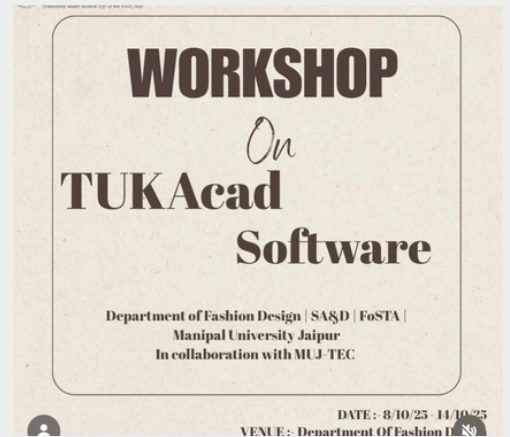 WORKSHOP
On
TUKAcad
Software
Department of Fashion Design | SA&D | FoSTA |
Manipal University Jaipur
In collaboration with MUJ-TEC
DATE :- 8/10/25 - 14/10/25
VENUE :- Department Of Fashion